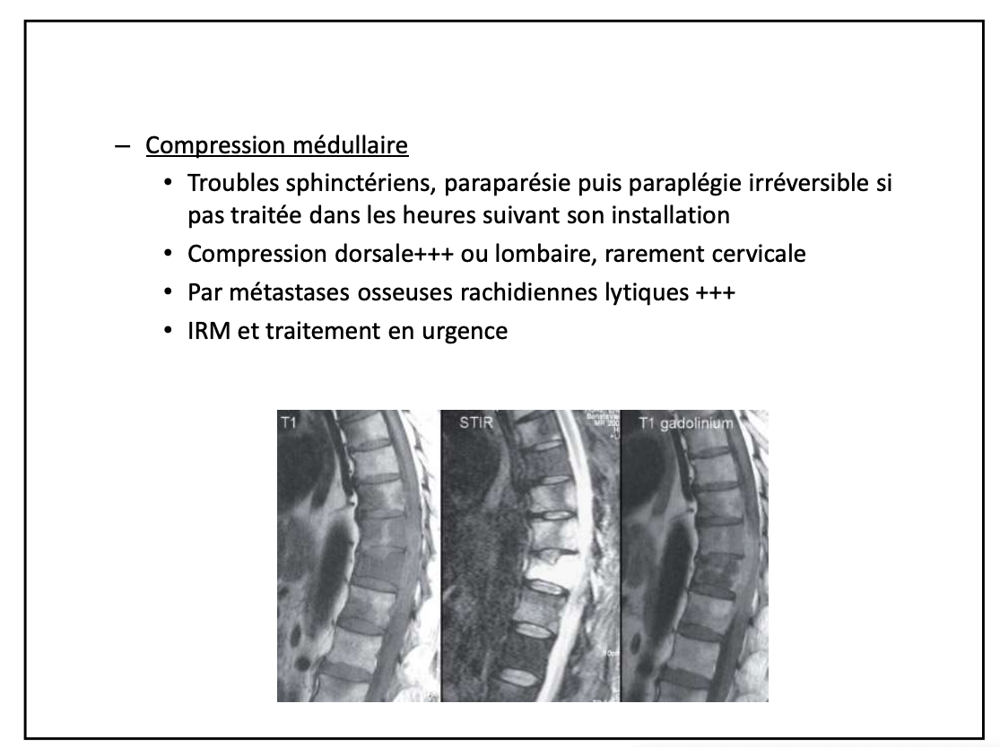 – Compression médullaire
• Troubles sphinctériens, paraparésie puis paraplégie irréversible si
pas traitée dans les heures suivant son installation
• Compression dorsale+++ ou lombaire, rarement cervicale
• Par métastases osseuses rachidiennes lytiques +++
• IRM et traitement en urgence
T1
STIR
T1 gadolinium